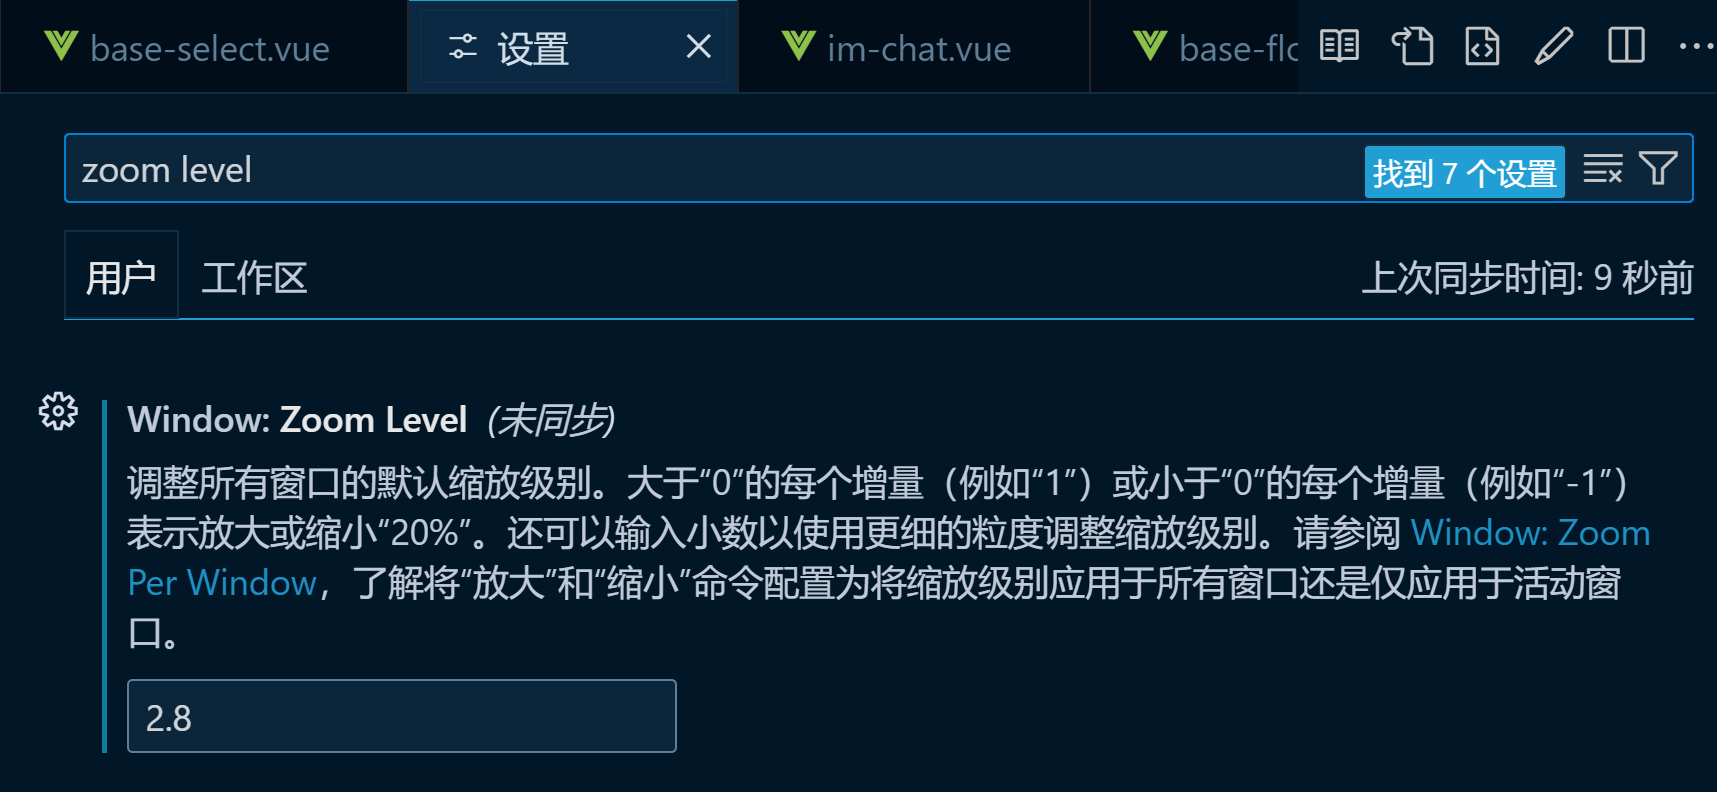 base-select.vue 设置 im-chat.vue base-flo
zoom level 找到 7 个设置
用户 工作区 上次同步时间: 9 秒前
Window: Zoom Level (未同步)
调整所有窗口的默认缩放级别。大于“0”的每个增量（例如“1”）或小于“0”的每个增量（例如“-1”）
表示放大或缩小“20%”。还可以输入小数以使用更细的粒度调整缩放级别。请参阅 Window: Zoom
Per Window，了解将“放大”和“缩小”命令配置为将缩放级别应用于所有窗口还是仅应用于活动窗
口。
2.8